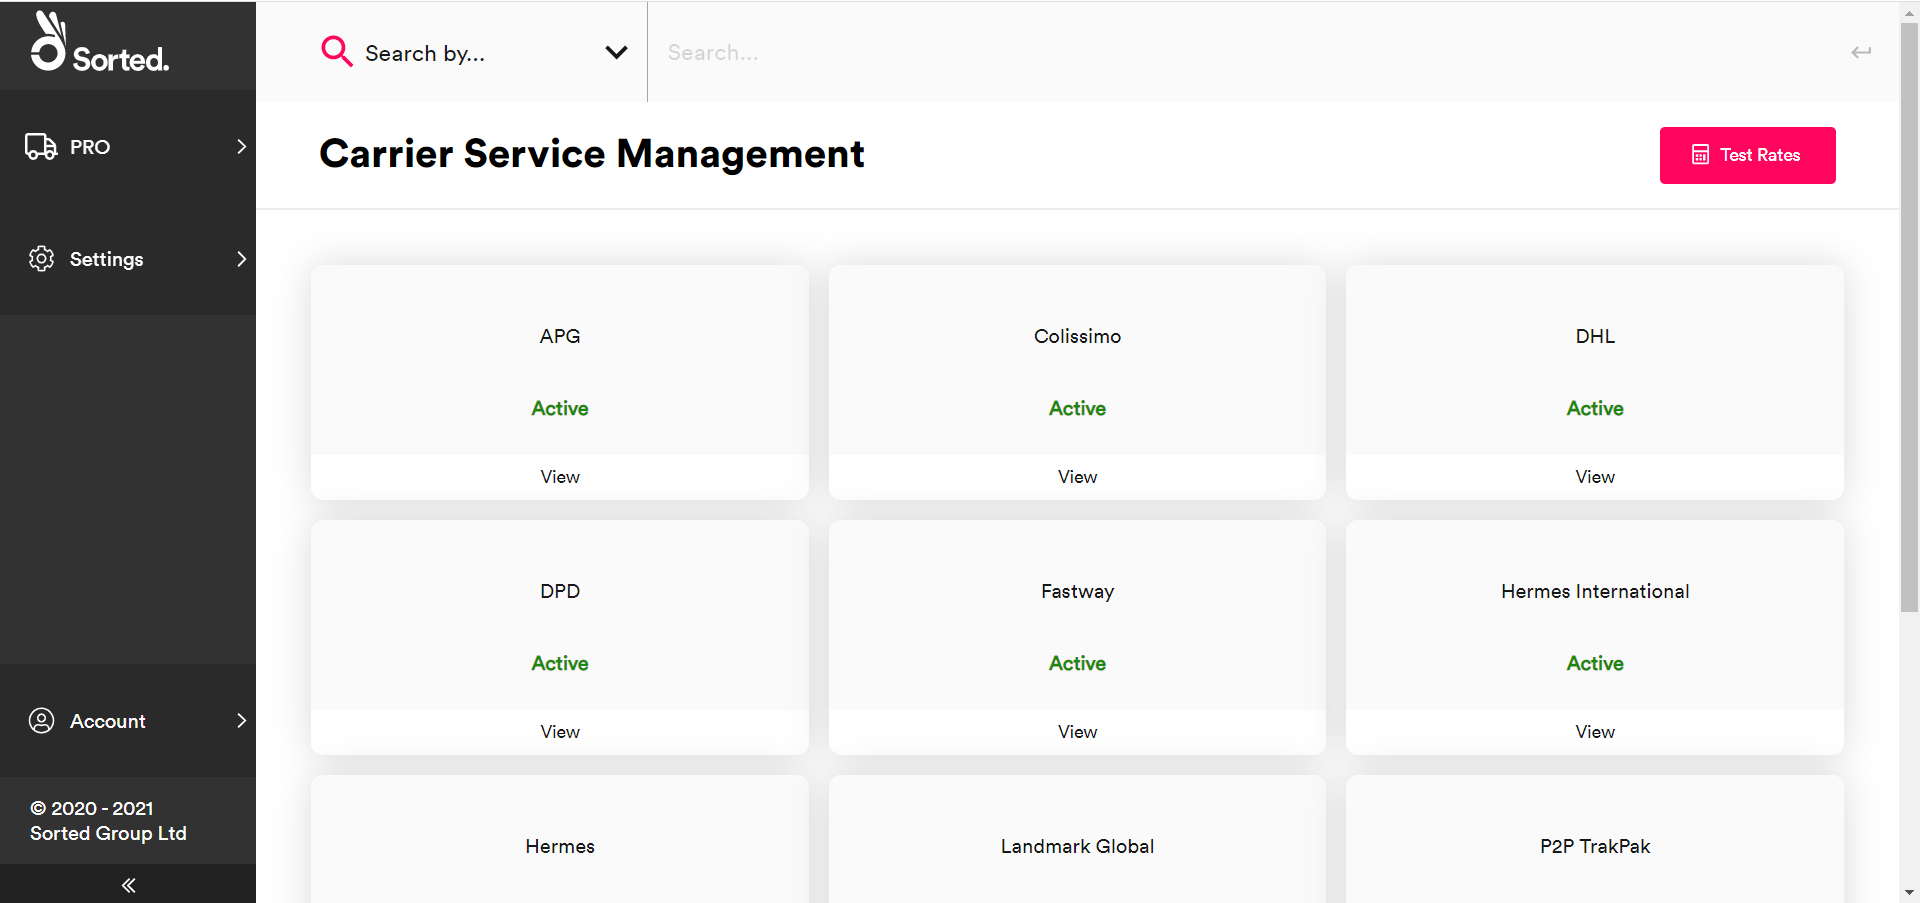 Sorted.
Search by...
Search...
PRO
Settings
Carrier Service Management
Test Rates
APG
Colissimo
DHL
Active
Active
Active
View
View
View
DPD
Fastway
Hermes International
Active
Active
Active
View
View
View
Hermes
Landmark Global
P2P TrakPak
Account
© 2020 - 2021
Sorted Group Ltd